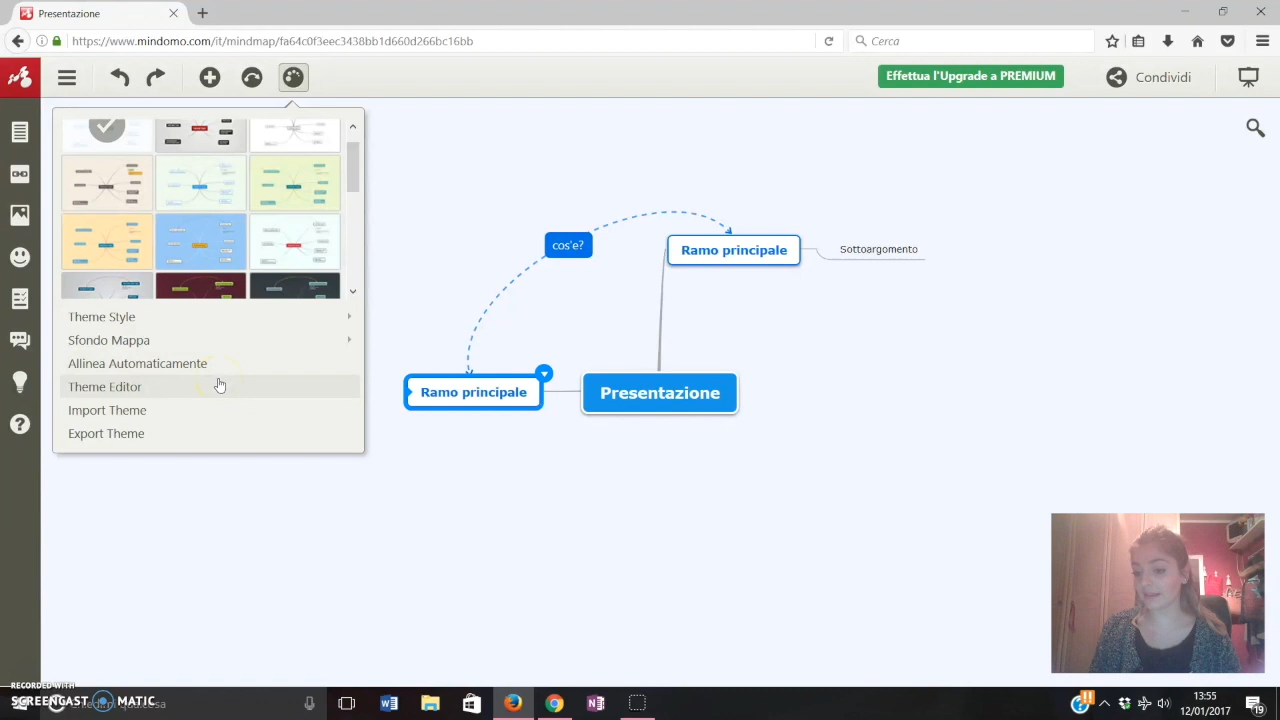 Presentazione
https://www.mindomo.com/it/mindmap/fa64c0f3eec3438bb1d660d266bc16bb
Cerca
Effettua l'Upgrade a PREMIUM
Condividi
cos'e?
Ramo principale
Sottoargomento
Theme Style
Sfondo Mappa
Allinea Automaticamente
Theme Editor
Import Theme
Export Theme
Ramo principale
Presentazione
RECORDED WITH
SCREENCAST MATIC
13:55
12/01/2017
19